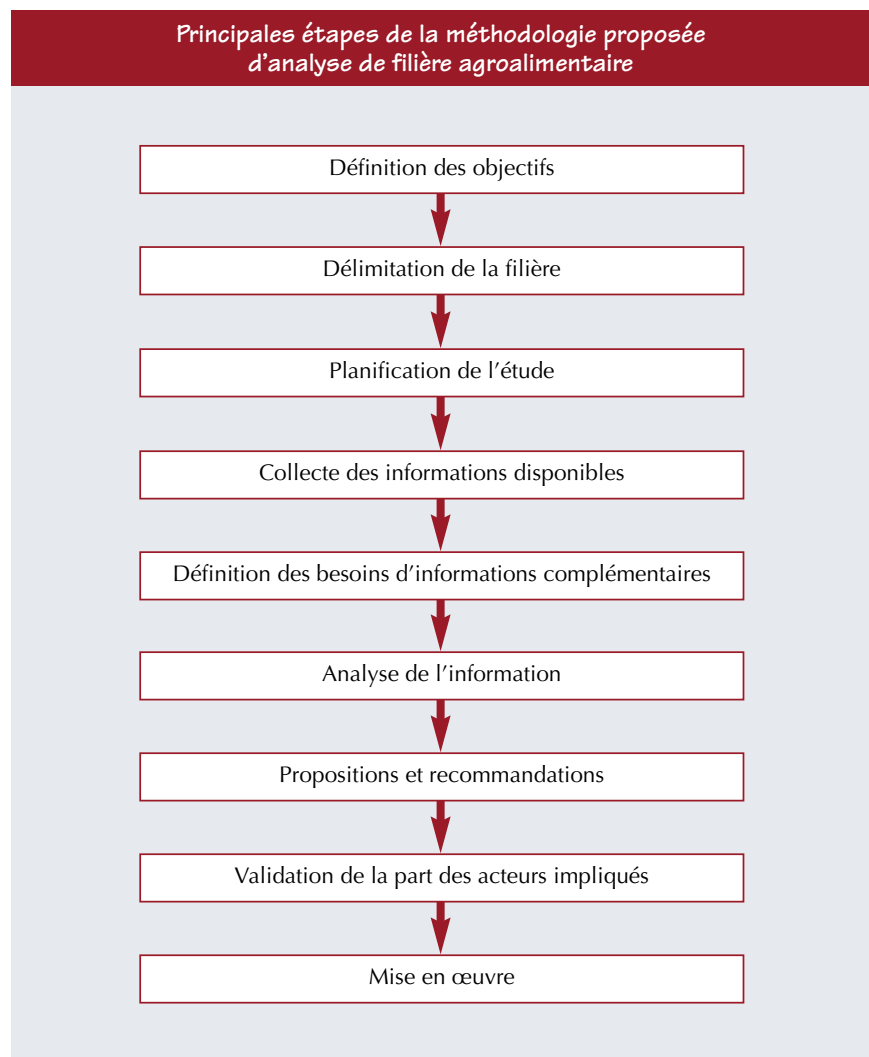 Principales étapes de la méthodologie proposée
d’analyse de filière agroalimentaire
Définition des objectifs
Délimitation de la filière
Planification de l’étude
Collecte des informations disponibles
Définition des besoins d’informations complémentaires
Analyse de l’information
Propositions et recommandations
Validation de la part des acteurs impliqués
Mise en œuvre